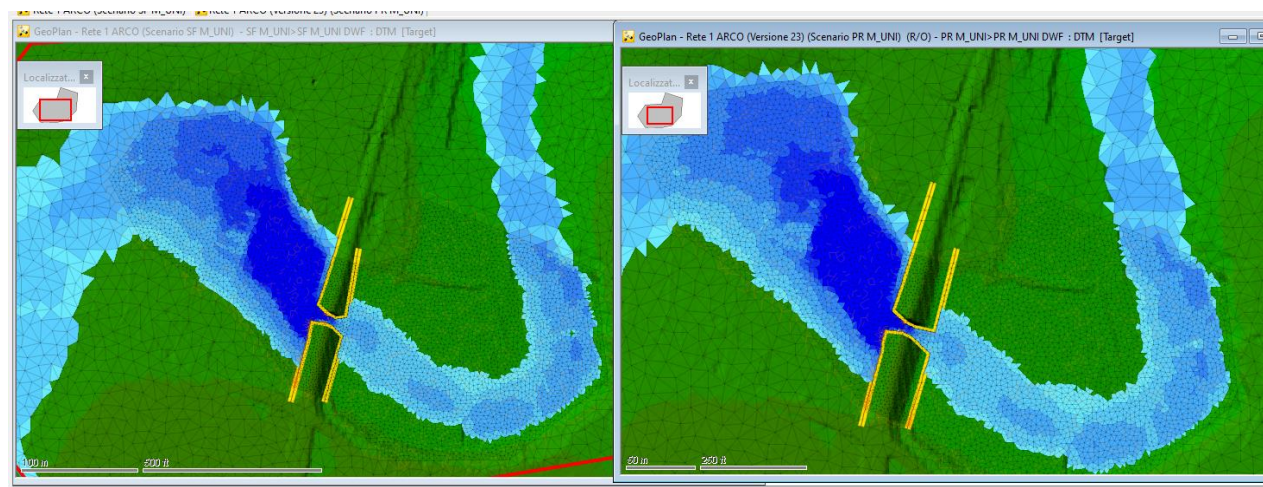 GeoPlan - Rete 1 ARCO (Scenario SF M_UNI) - SF M_UNI>SF M_UNI DWF : DTM [Target]
Localizzat... x
100 m 500 ft
GeoPlan - Rete 1 ARCO (Versione 23) (Scenario PR M_UNI) (R/O) - PR M_UNI>PR M_UNI DWF : DTM [Target]
Localizzat... x
50 m 250 ft